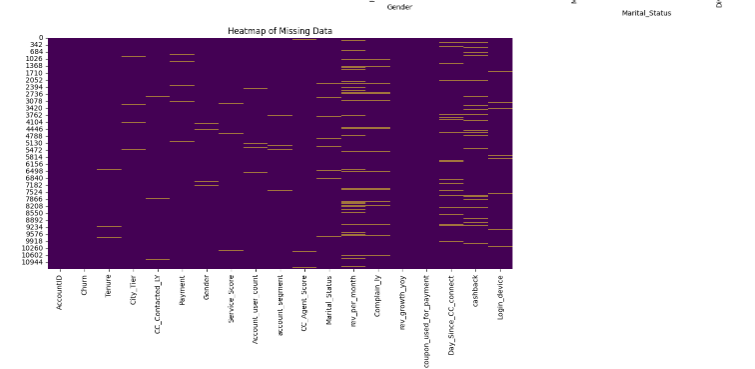 Gender
Marital_Status
Heatmap of Missing Data
0
342
684
1026
1368
1710
2052
2394
2736
3078
3420
3762
4104
4446
4788
5130
5472
5814
6156
6498
6840
7182
7524
7866
8208
8550
8892
9234
9576
9918
10260
10602
10944
AccountID
Churn
Tenure
City_Tier
CC_Contacted_LY
Payment
Gender
Service_Score
Account_user_count
account_segment
CC_Agent_Score
Marital_Status
rev_per_month
Complain_ly
rev_growth_yoy
coupon_used_for_payment
Day_Since_CC_connect
cashback
Login_device